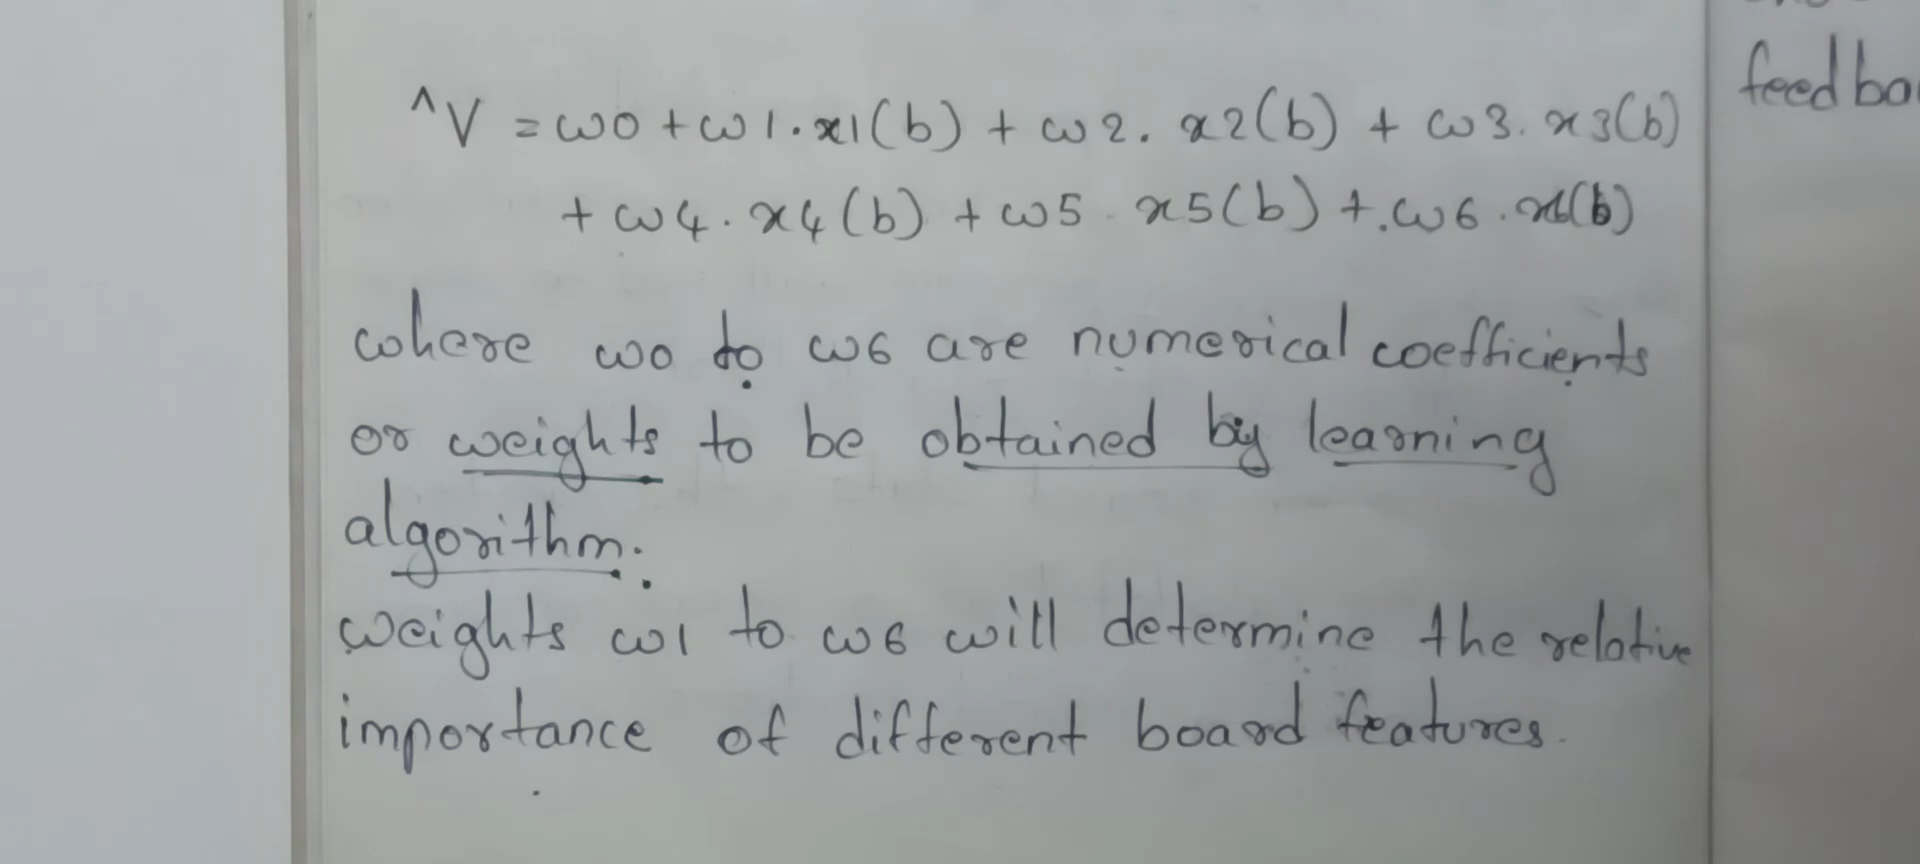 ^V = w0 + w1.x1(b) + w2. x2(b) + w3. x3(b)
+ w4. x4(b) + w5. x5(b) +.w6.x6(b)
where w0 to w6 are numerical coefficients
or weights to be obtained by learning
algorithm.
weights w1 to w6 will determine the relative
importance of different board features.